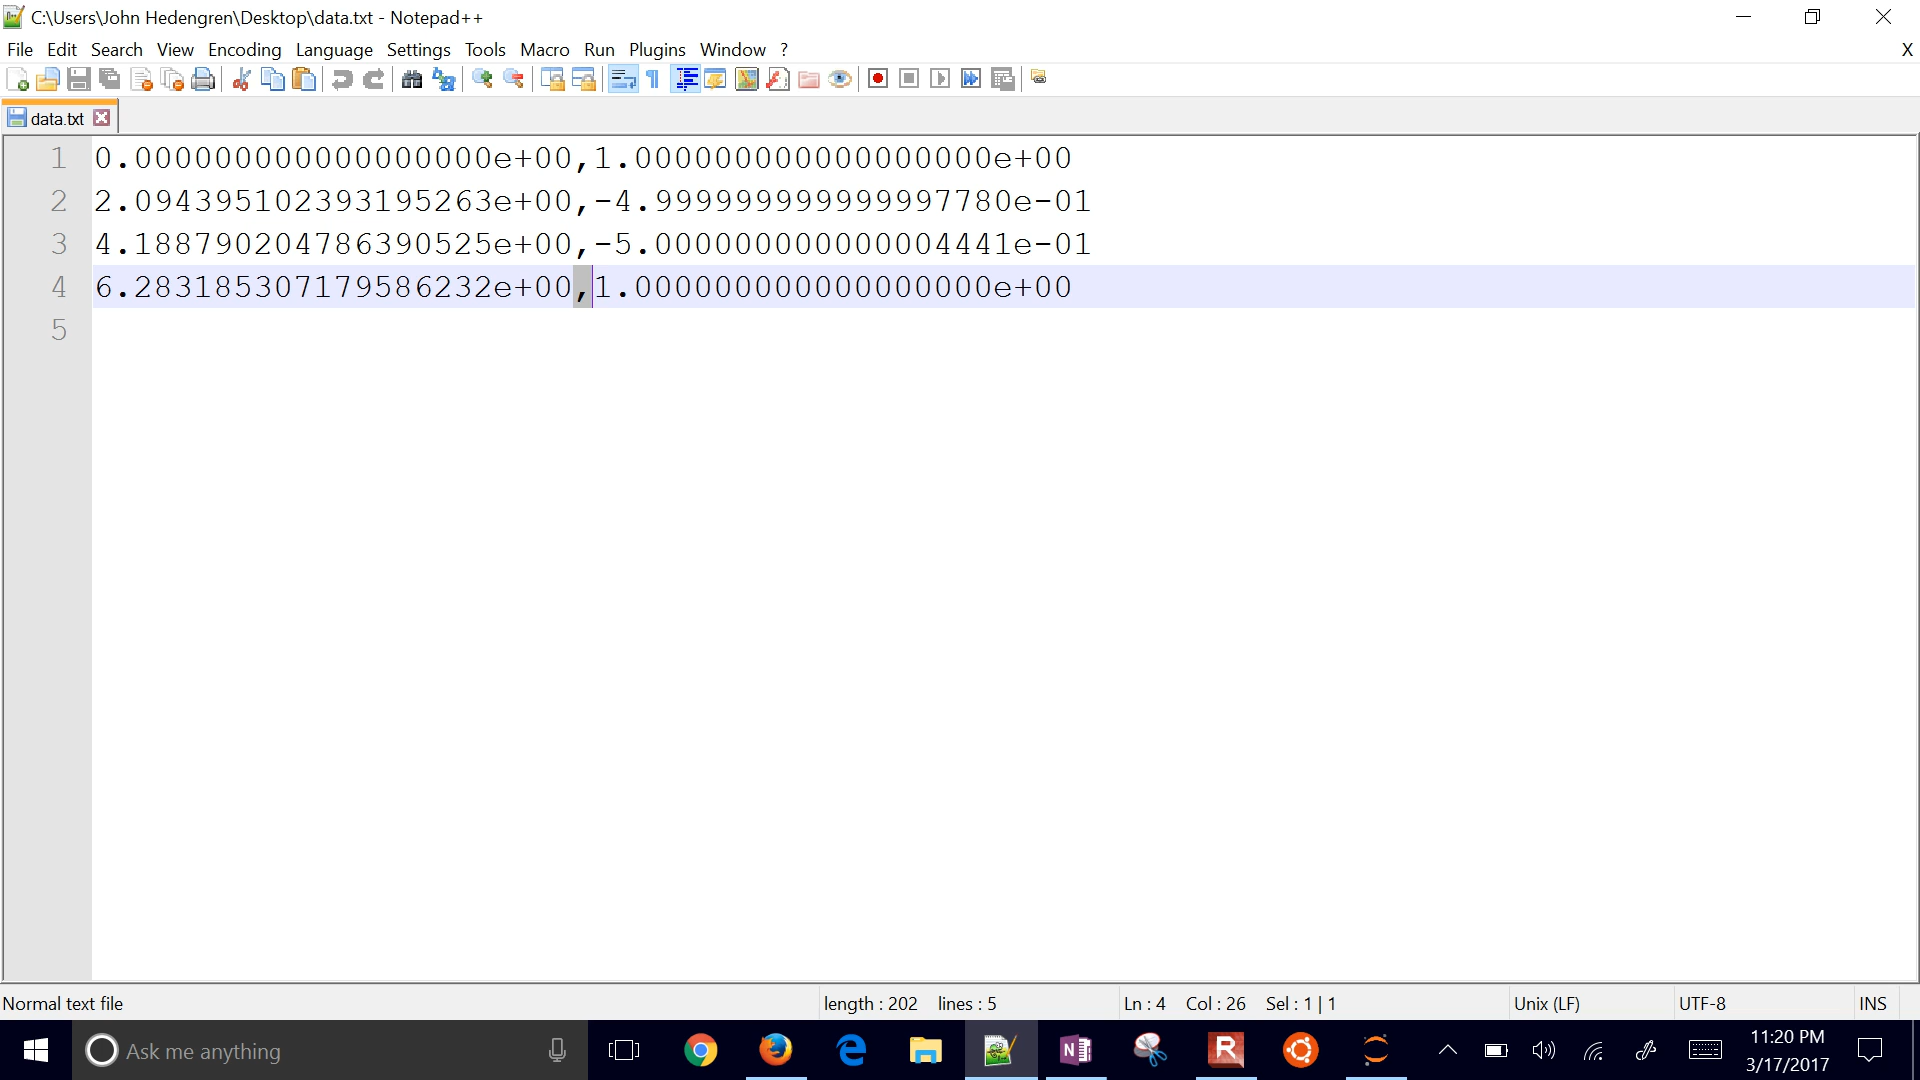 C:\Users\John Hedengren\Desktop\data.txt - Notepad++
File Edit Search View Encoding Language Settings Tools Macro Run Plugins Window ? X
data.txt
1 0.000000000000000000e+00,1.000000000000000000e+00
2 2.094395102393195263e+00,-4.999999999999997780e-01
3 4.188790204786390525e+00,-5.000000000000004441e-01
4 6.283185307179586232e+00,1.000000000000000000e+00
5
Normal text file length : 202 lines : 5 Ln : 4 Col : 26 Sel : 1 | 1 Unix (LF) UTF-8 INS
Ask me anything
11:20 PM
3/17/2017